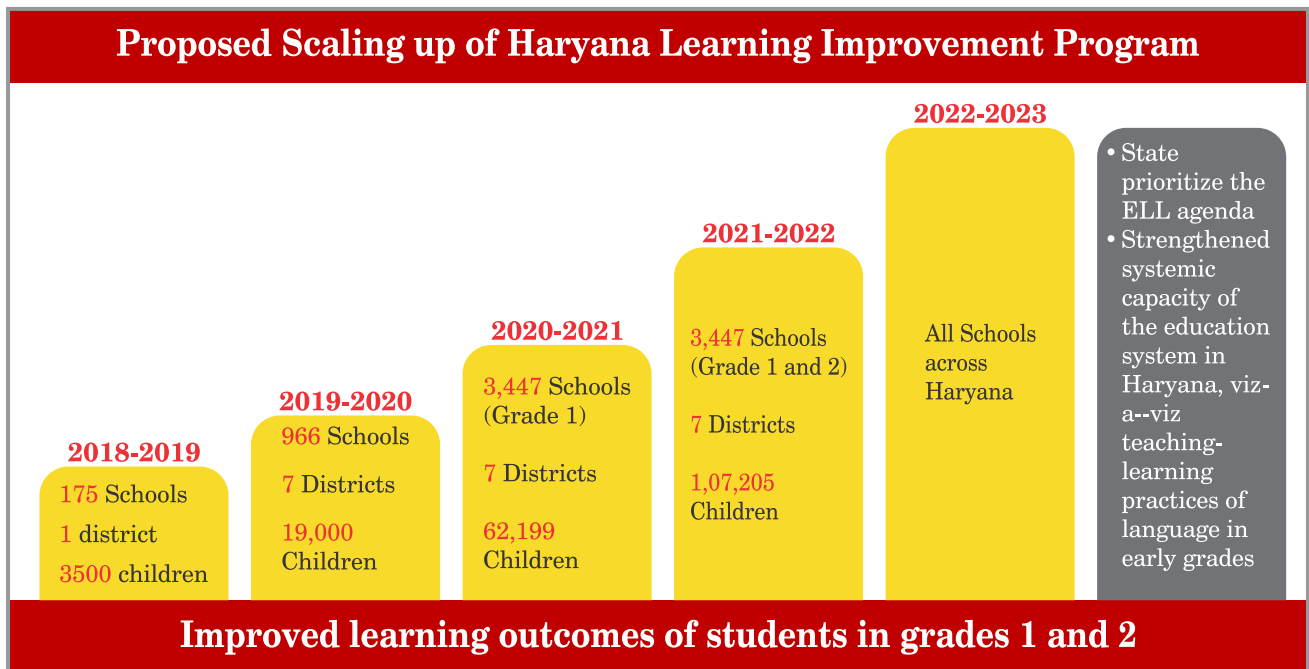 Proposed Scaling up of Haryana Learning Improvement Program
2018-2019
175 Schools
1 district
3500 children
2019-2020
966 Schools
7 Districts
19,000
Children
2020-2021
3,447 Schools
(Grade 1)
7 Districts
62,199
Children
2021-2022
3,447 Schools
(Grade 1 and 2)
7 Districts
1,07,205
Children
2022-2023
All Schools
across
Haryana
• State
prioritize the
ELL agenda
• Strengthened
systemic
capacity of
the education
system in
Haryana, viz-
a--viz
teaching-
learning
practices of
language in
early grades
Improved learning outcomes of students in grades 1 and 2